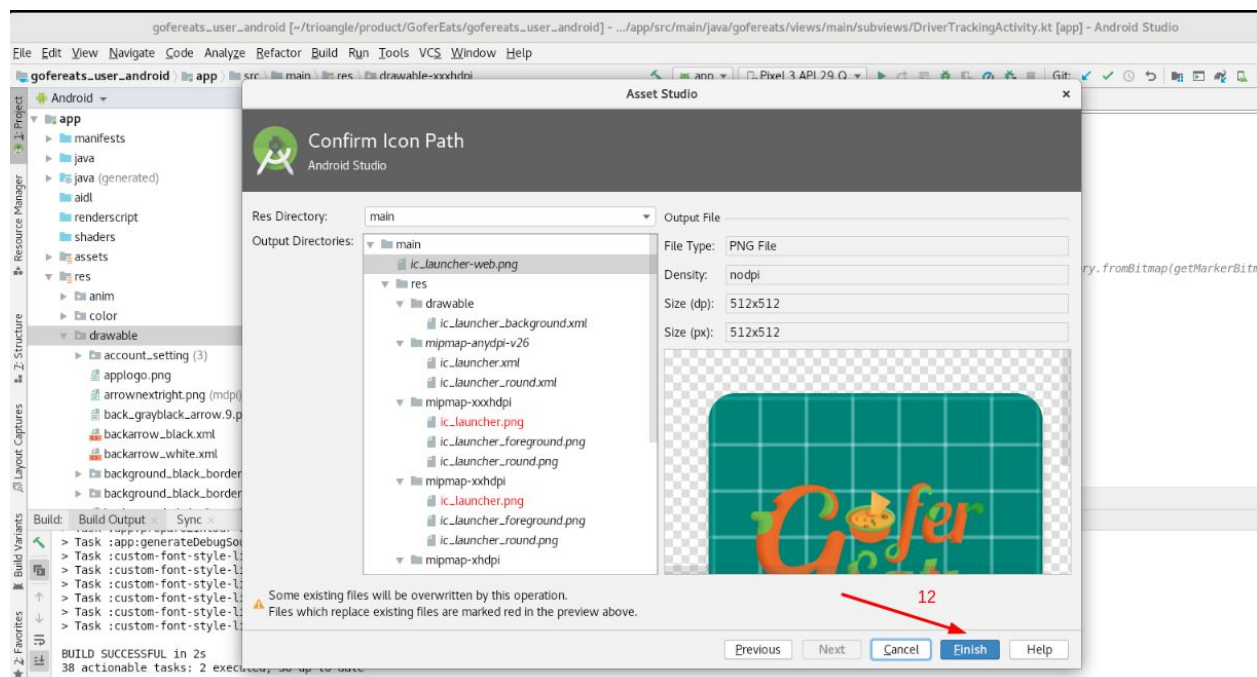 gofereats_user_android [~/trioangle/product/GoferEats/gofereats_user_android] - .../app/src/main/java/gofereats/views/main/subviews/DriverTrackingActivity.kt [app] - Android Studio
File Edit View Navigate Code Analyze Refactor Build Run Tools VCS Window Help
gofereats_user_android app src main res drawable-xxxhdpi app Pixel 3 API 29 Q Git:
Asset Studio
1: Project
Resource Manager
Z: Structure
Layout Captures
Build Variants
2: Favorites
Android
app
manifests
java
java (generated)
aidl
renderscript
shaders
assets
res
anim
color
drawable
account_setting (3)
applogo.png
arrownextright.png (mdpi)
back_grayblack_arrow.9.p
backarrow_black.xml
backarrow_white.xml
background_black_border
background_black_border
Confirm Icon Path
Android Studio
Res Directory: main
Output Directories:
main
ic_launcher-web.png
res
drawable
ic_launcher_background.xml
mipmap-anydpi-v26
ic_launcher.xml
ic_launcher_round.xml
mipmap-xxxhdpi
ic_launcher.png
ic_launcher_foreground.png
ic_launcher_round.png
mipmap-xxhdpi
ic_launcher.png
ic_launcher_foreground.png
ic_launcher_round.png
mipmap-xhdpi
Output File
File Type: PNG File
Density: nodpi
Size (dp): 512x512
Size (px): 512x512
Gofer
ry.fromBitmap(getMarkerBitm
Some existing files will be overwritten by this operation.
Files which replace existing files are marked red in the preview above.
12
Previous Next Cancel Finish Help
Build: Build Output Sync
> Task :app:generateDebugSou
> Task :custom-font-style-li
> Task :custom-font-style-li
> Task :custom-font-style-li
> Task :custom-font-style-li
> Task :custom-font-style-li
BUILD SUCCESSFUL in 2s
38 actionable tasks: 2 executed, 36 up-to-date